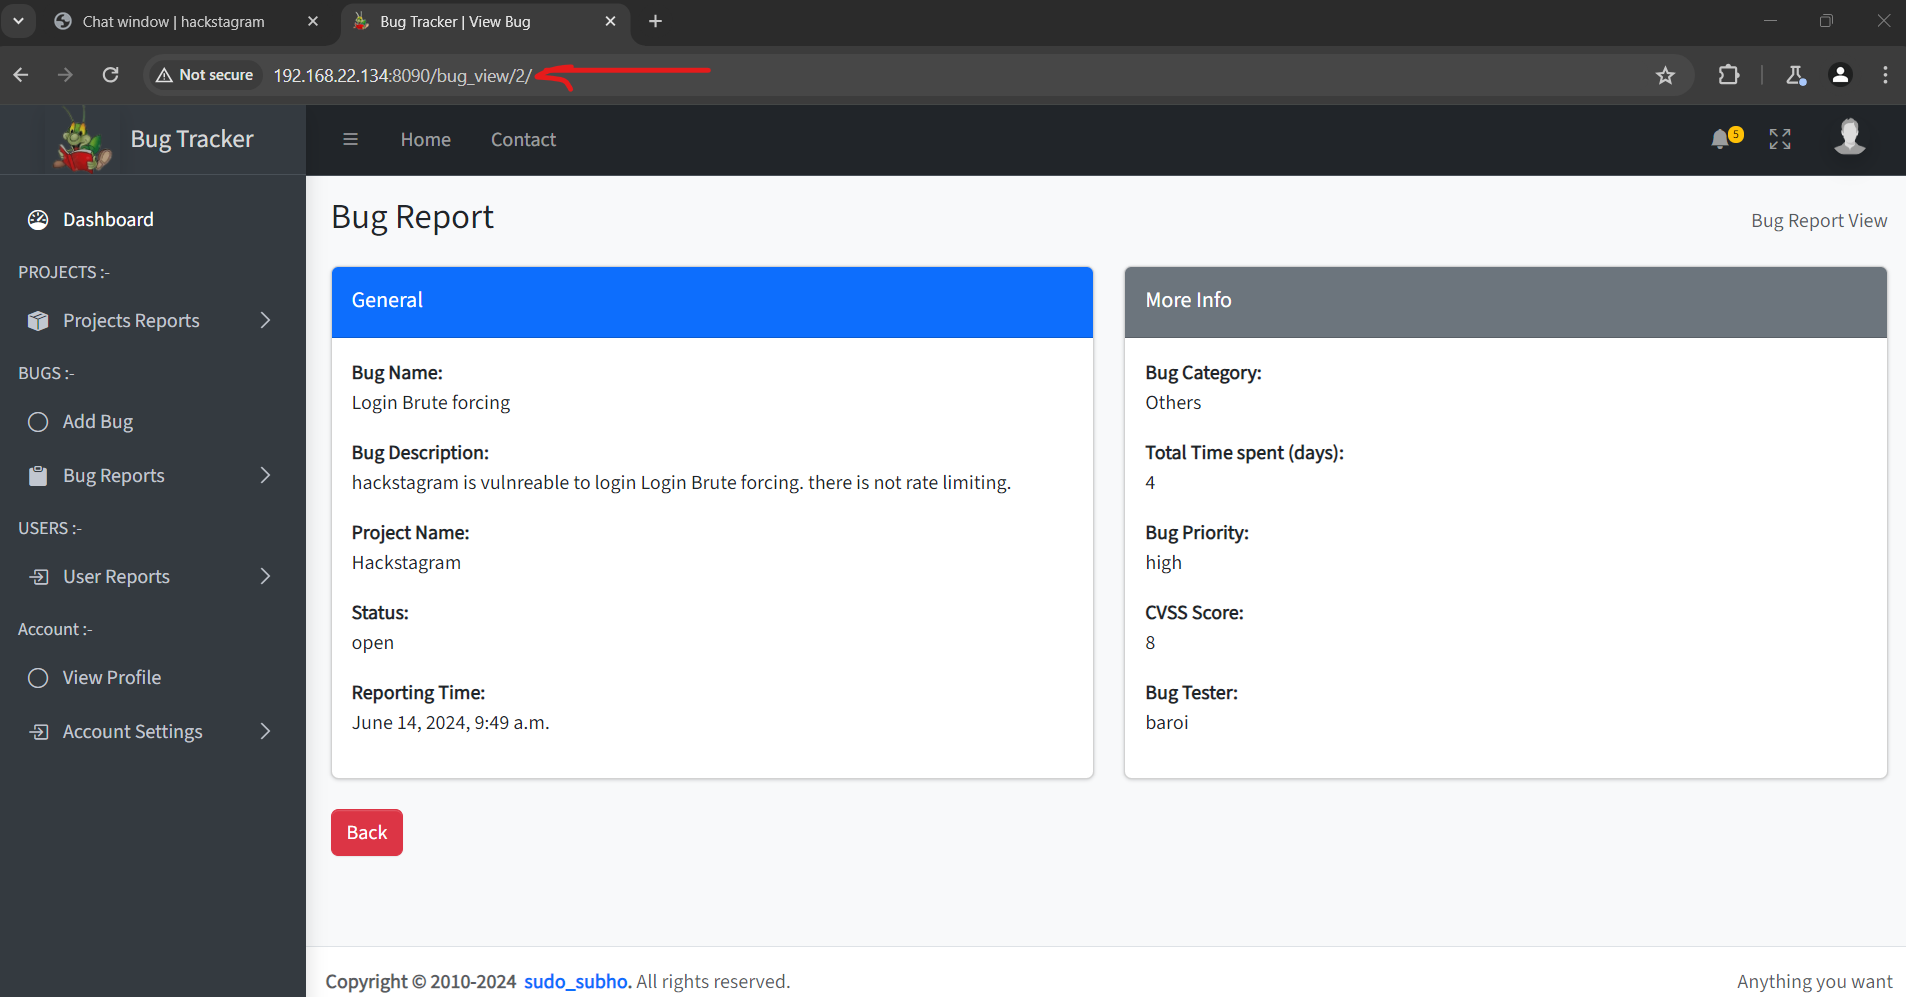 Chat window | hackstagram
Bug Tracker | View Bug
Not secure
192.168.22.134:8090/bug_view/2/
Bug Tracker
Home
Contact
5
Dashboard
PROJECTS :-
Projects Reports
BUGS :-
Add Bug
Bug Reports
USERS :-
User Reports
Account :-
View Profile
Account Settings
Bug Report
Bug Report View
General
Bug Name:
Login Brute forcing
Bug Description:
hackstagram is vulnreable to login Login Brute forcing. there is not rate limiting.
Project Name:
Hackstagram
Status:
open
Reporting Time:
June 14, 2024, 9:49 a.m.
More Info
Bug Category:
Others
Total Time spent (days):
4
Bug Priority:
high
CVSS Score:
8
Bug Tester:
baroi
Back
Copyright © 2010-2024 sudo_subho. All rights reserved.
Anything you want